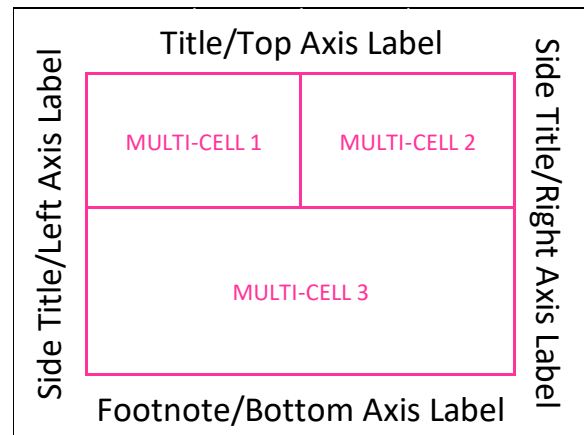 Title/Top Axis Label
Side Title/Left Axis Label
MULTI-CELL 1
MULTI-CELL 2
MULTI-CELL 3
Side Title/Right Axis Label
Footnote/Bottom Axis Label